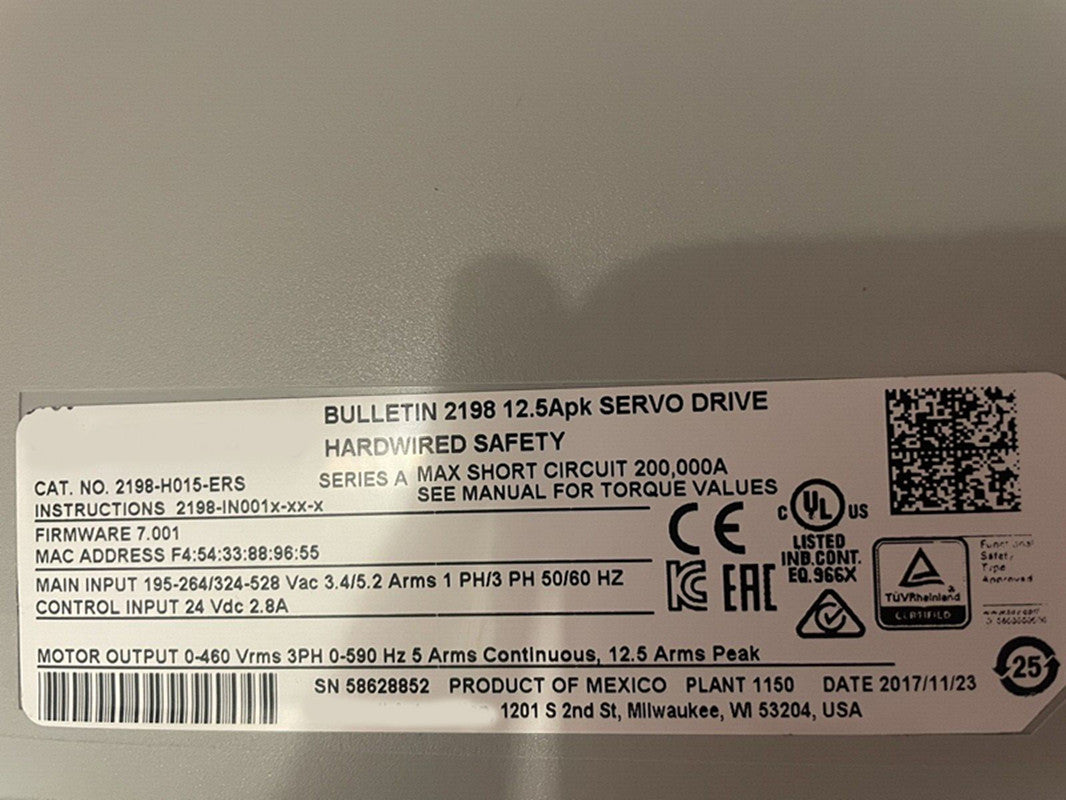 BULLETIN 2198 12.5Apk SERVO DRIVE
HARDWIRED SAFETY
SERIES A MAX SHORT CIRCUIT 200,000A
SEE MANUAL FOR TORQUE VALUES
CAT. NO. 2198-H015-ERS
INSTRUCTIONS 2198-IN001x-xx-x
FIRMWARE 7.001
MAC ADDRESS F4:54:33:88:96:55
MAIN INPUT 195-264/324-528 Vac 3.4/5.2 Arms 1 PH/3 PH 50/60 HZ
CONTROL INPUT 24 Vdc 2.8A
MOTOR OUTPUT 0-460 Vrms 3PH 0-590 Hz 5 Arms Continuous, 12.5 Arms Peak
SN 58628852 PRODUCT OF MEXICO PLANT 1150 DATE 2017/11/23
1201 S 2nd St, Milwaukee, WI 53204, USA
CE
c UL US
LISTED
IND.CONT.
EQ.966X
KC EAC
TÜVRheinland
CERTIFIED
Functional
Safety
Type
Approved
25